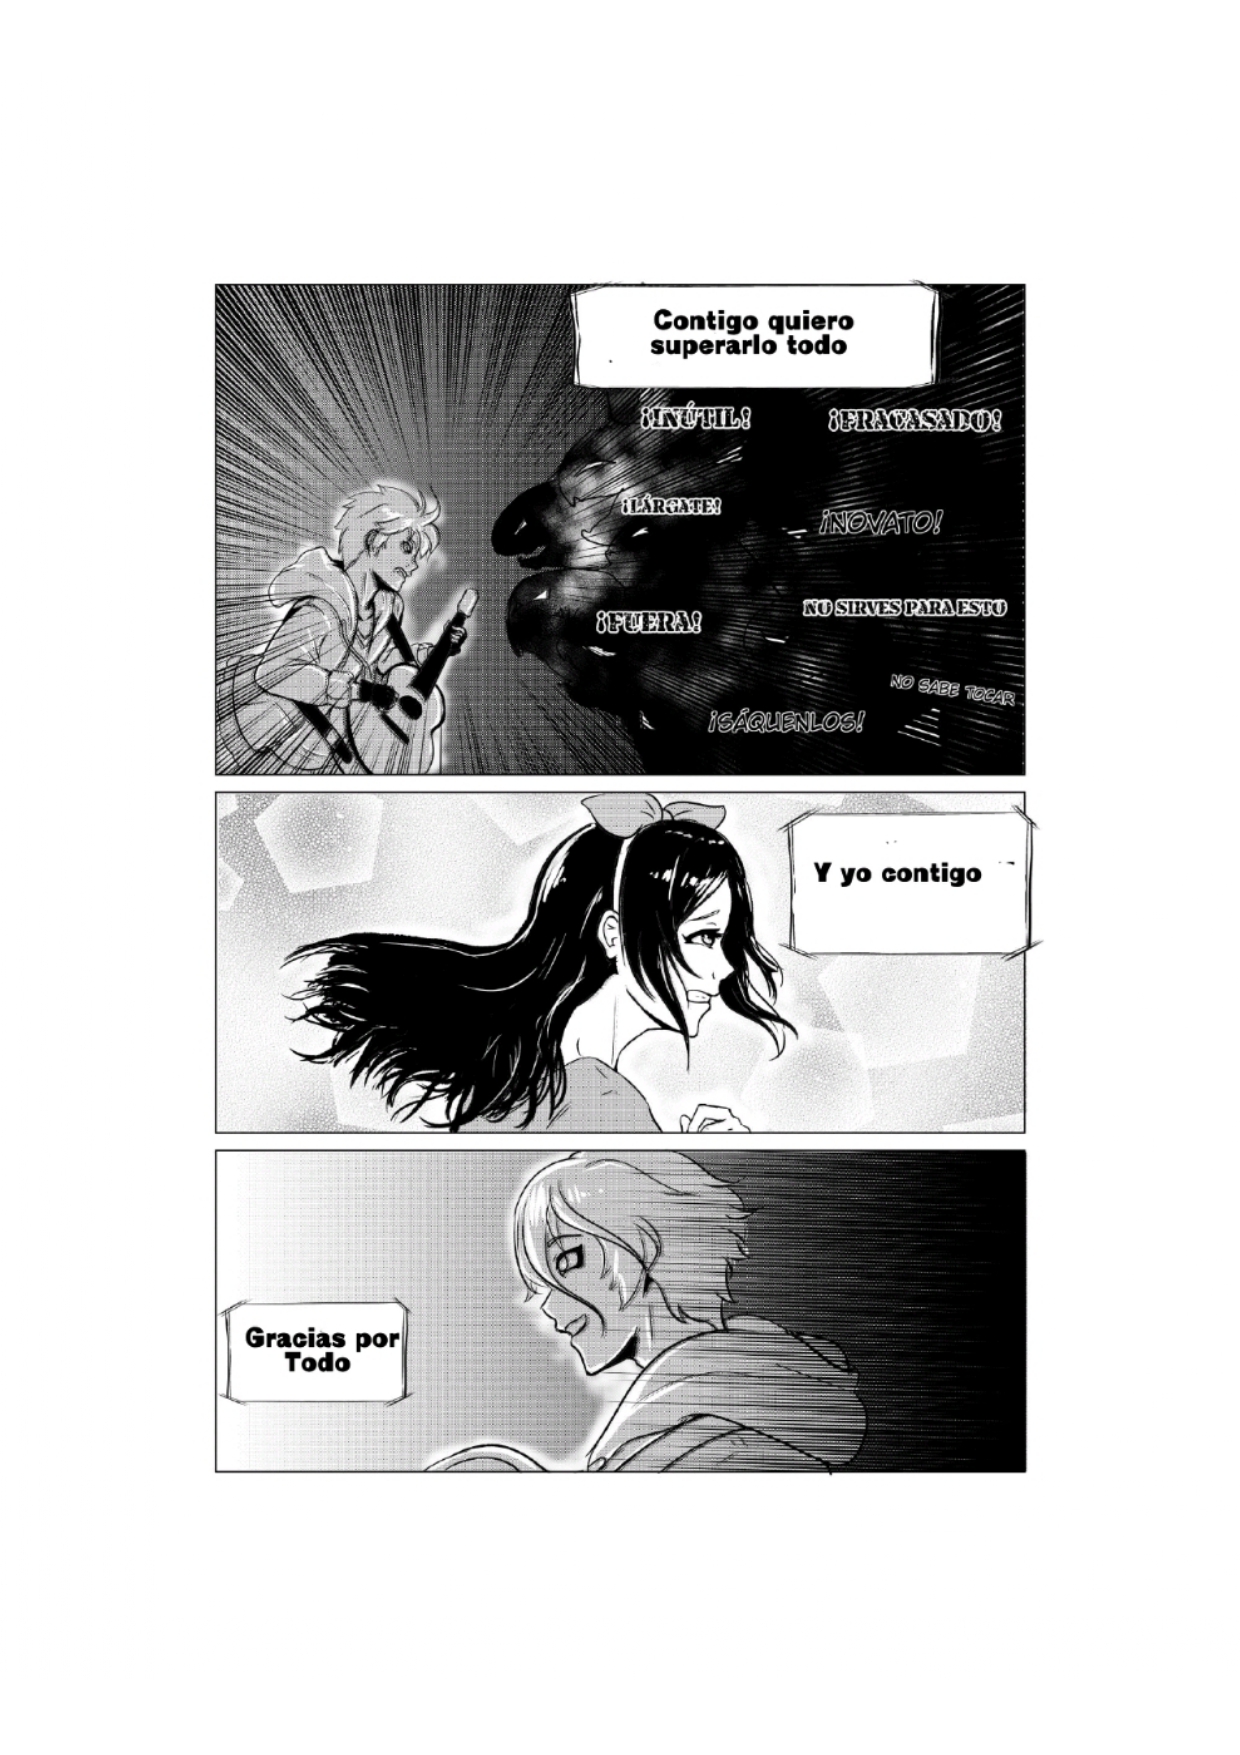 Contigo quiero
superarlo todo
¡INÚTIL!
¡FRACASADO!
¡LÁRGATE!
¡NOVATO!
¡FUERA!
NO SIRVES PARA ESTO
NO SABE TOCAR
¡SÁQUENLOS!
Y yo contigo
Gracias por
Todo